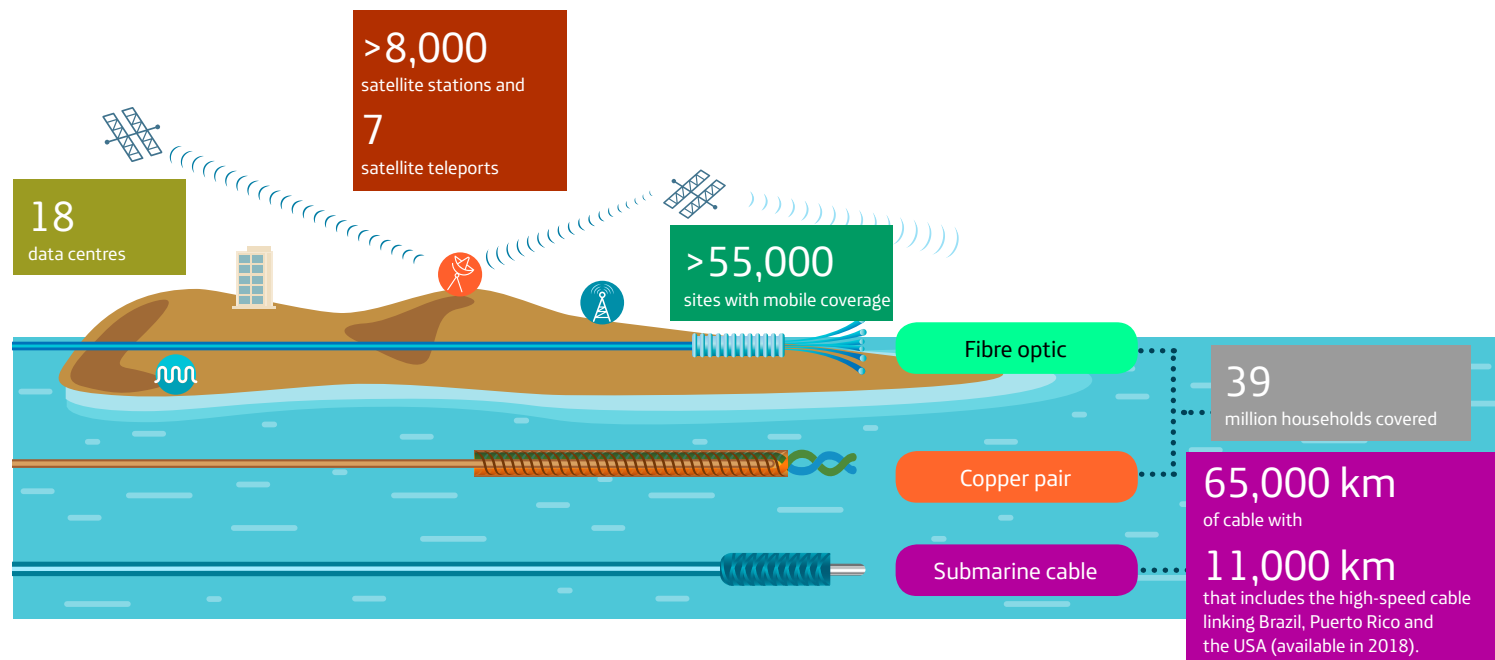 >8,000
satellite stations and
7
satellite teleports
18
data centres
>55,000
sites with mobile coverage
Fibre optic
39
million households covered
Copper pair
65,000 km
of cable with
11,000 km
that includes the high-speed cable
linking Brazil, Puerto Rico and
the USA (available in 2018).
Submarine cable